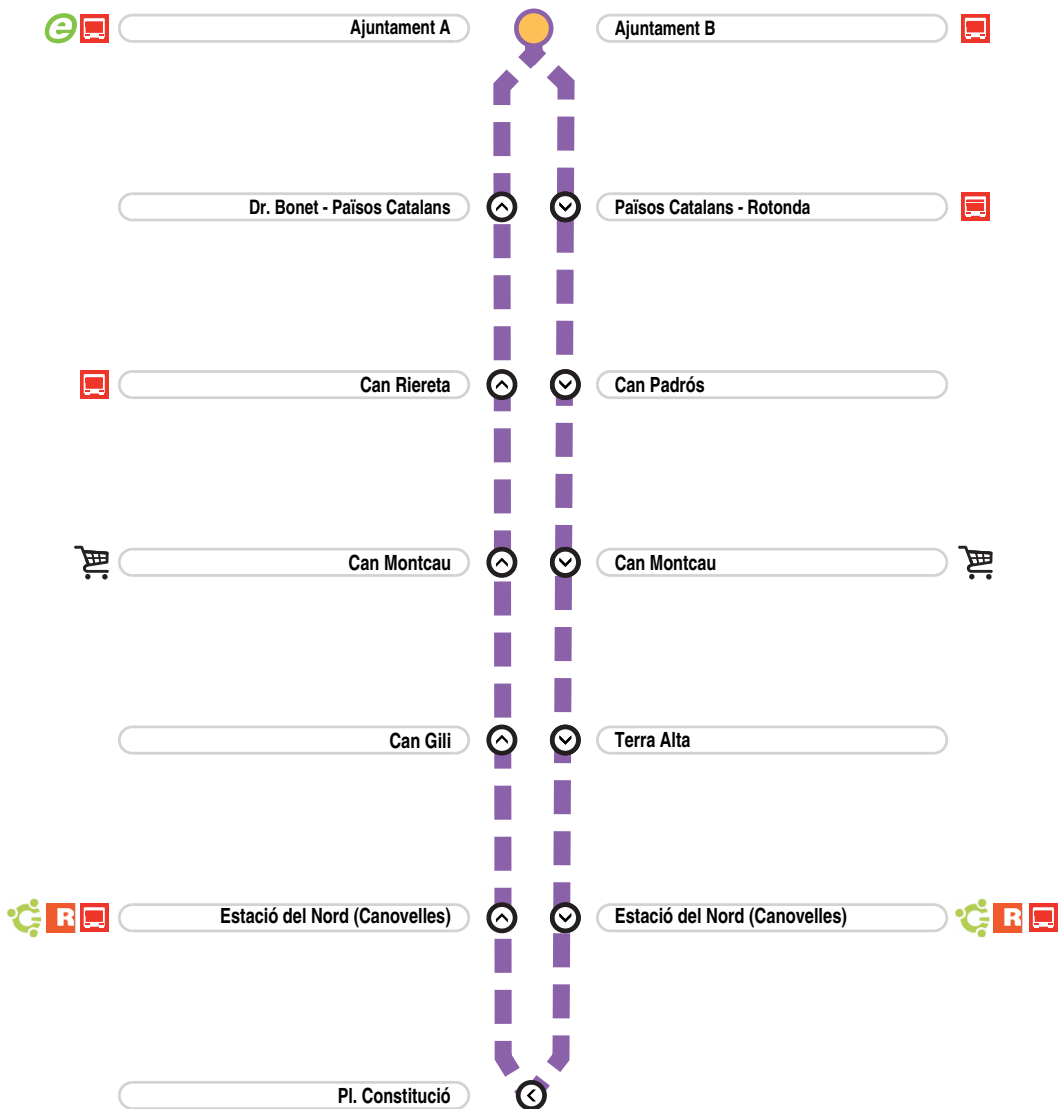 e
Ajuntament A
Ajuntament B
Dr. Bonet - Països Catalans
Països Catalans - Rotonda
Can Riereta
Can Padrós
Can Montcau
Can Montcau
Can Gili
Terra Alta
R
Estació del Nord (Canovelles)
Estació del Nord (Canovelles)
R
Pl. Constitució